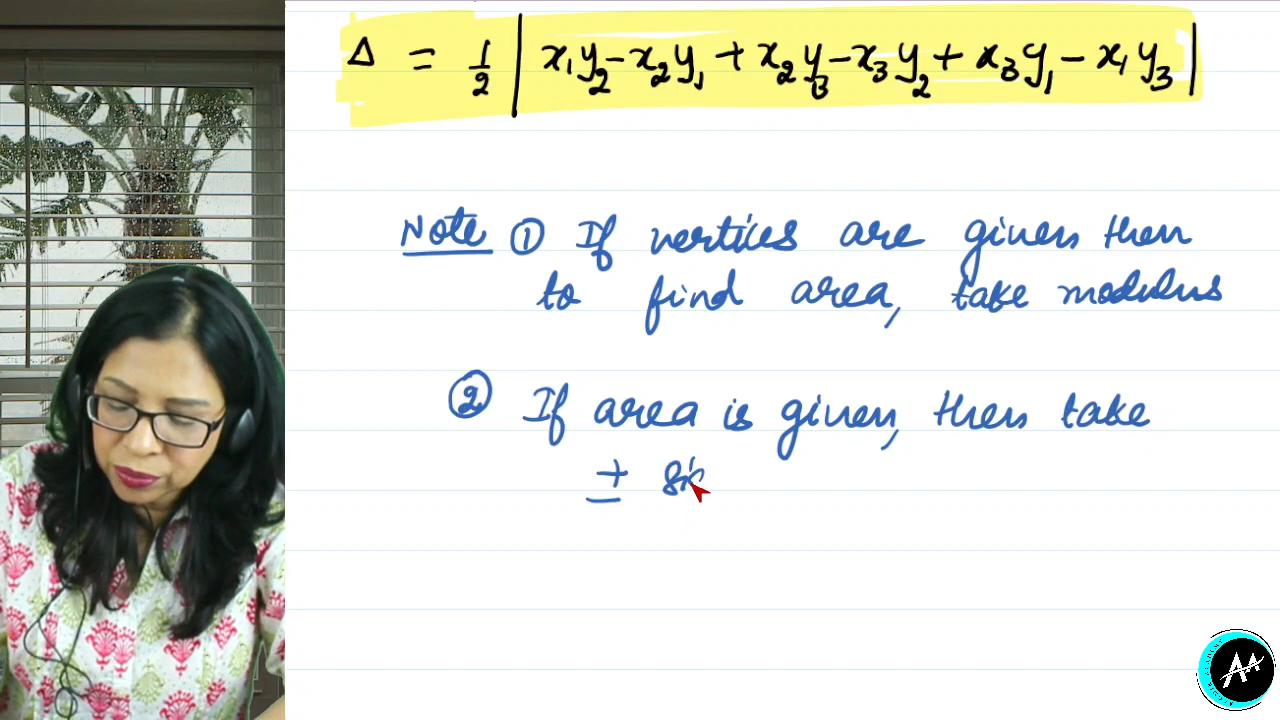 Δ = 1/2 | x₁y₂ - x₂y₁ + x₂y₃ - x₃y₂ + x₃y₁ - x₁y₃ |
Note ① If vertices are given then
to find area, take modulus
② If area is given, then take
± si